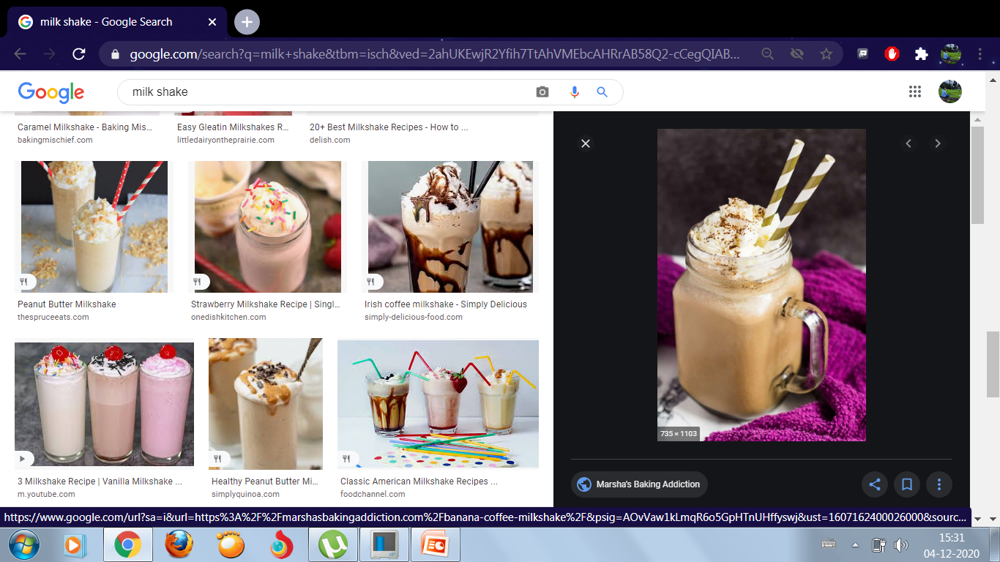 milk shake - Google Search
google.com/search?q=milk+shake&tbm=isch&ved=2ahUKEwjR2Yfih7TtAhVMEbcAHRrAB58Q2-cCegQIAB...
Google
milk shake
Caramel Milkshake - Baking Mis...
bakingmischief.com
Easy Gleatin Milkshakes R...
littledairyontheprairie.com
20+ Best Milkshake Recipes - How to ...
delish.com
Peanut Butter Milkshake
thespruceeats.com
Strawberry Milkshake Recipe | Singl...
onedishkitchen.com
Irish coffee milkshake - Simply Delicious
simply-delicious-food.com
3 Milkshake Recipe | Vanilla Milkshake ...
m.youtube.com
Healthy Peanut Butter Mi...
simplyquinoa.com
Classic American Milkshake Recipes ...
foodchannel.com
735 × 1103
Marsha's Baking Addiction
https://www.google.com/url?sa=i&url=https%3A%2F%2Fmarshasbakingaddiction.com%2Fbanana-coffee-milkshake%2F&psig=AOvVaw1kLmqR6o5GpHTnUHffyswj&ust=1607162400026000&sourc...
15:31
04-12-2020